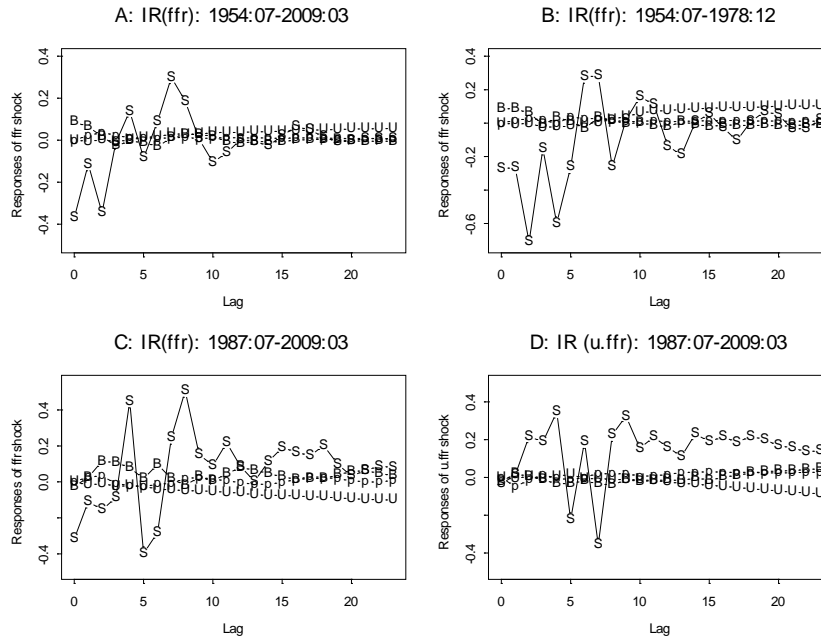 A: IR(ffr): 1954:07-2009:03
Responses of ffr shock
0.4
0.2
0.0
-0.2
-0.4
0 5 10 15 20
Lag
B: IR(ffr): 1954:07-1978:12
Responses of ffr shock
0.4
0.2
-0.2
-0.6
0 5 10 15 20
Lag
C: IR(ffr): 1987:07-2009:03
Responses of ffr shock
0.4
0.0
-0.4
0 5 10 15 20
Lag
D: IR (u.ffr): 1987:07-2009:03
Responses of u.ffr shock
0.4
0.0
-0.4
0 5 10 15 20
Lag